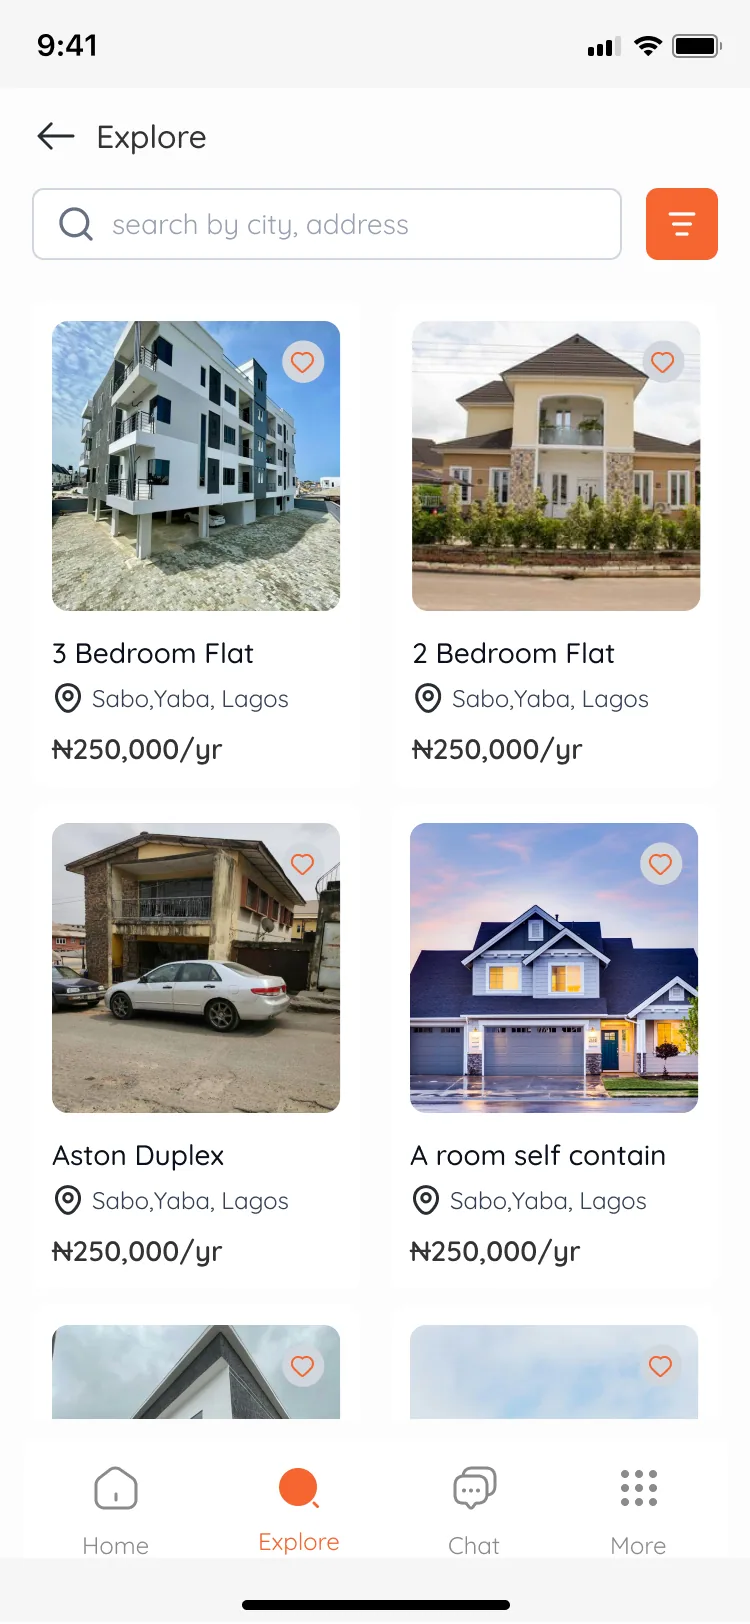 9:41
Explore
search by city, address
3 Bedroom Flat
2 Bedroom Flat
Sabo,Yaba, Lagos
Sabo,Yaba, Lagos
₦250,000/yr
₦250,000/yr
Aston Duplex
A room self contain
Sabo,Yaba, Lagos
Sabo,Yaba, Lagos
₦250,000/yr
₦250,000/yr
Home
Explore
Chat
More